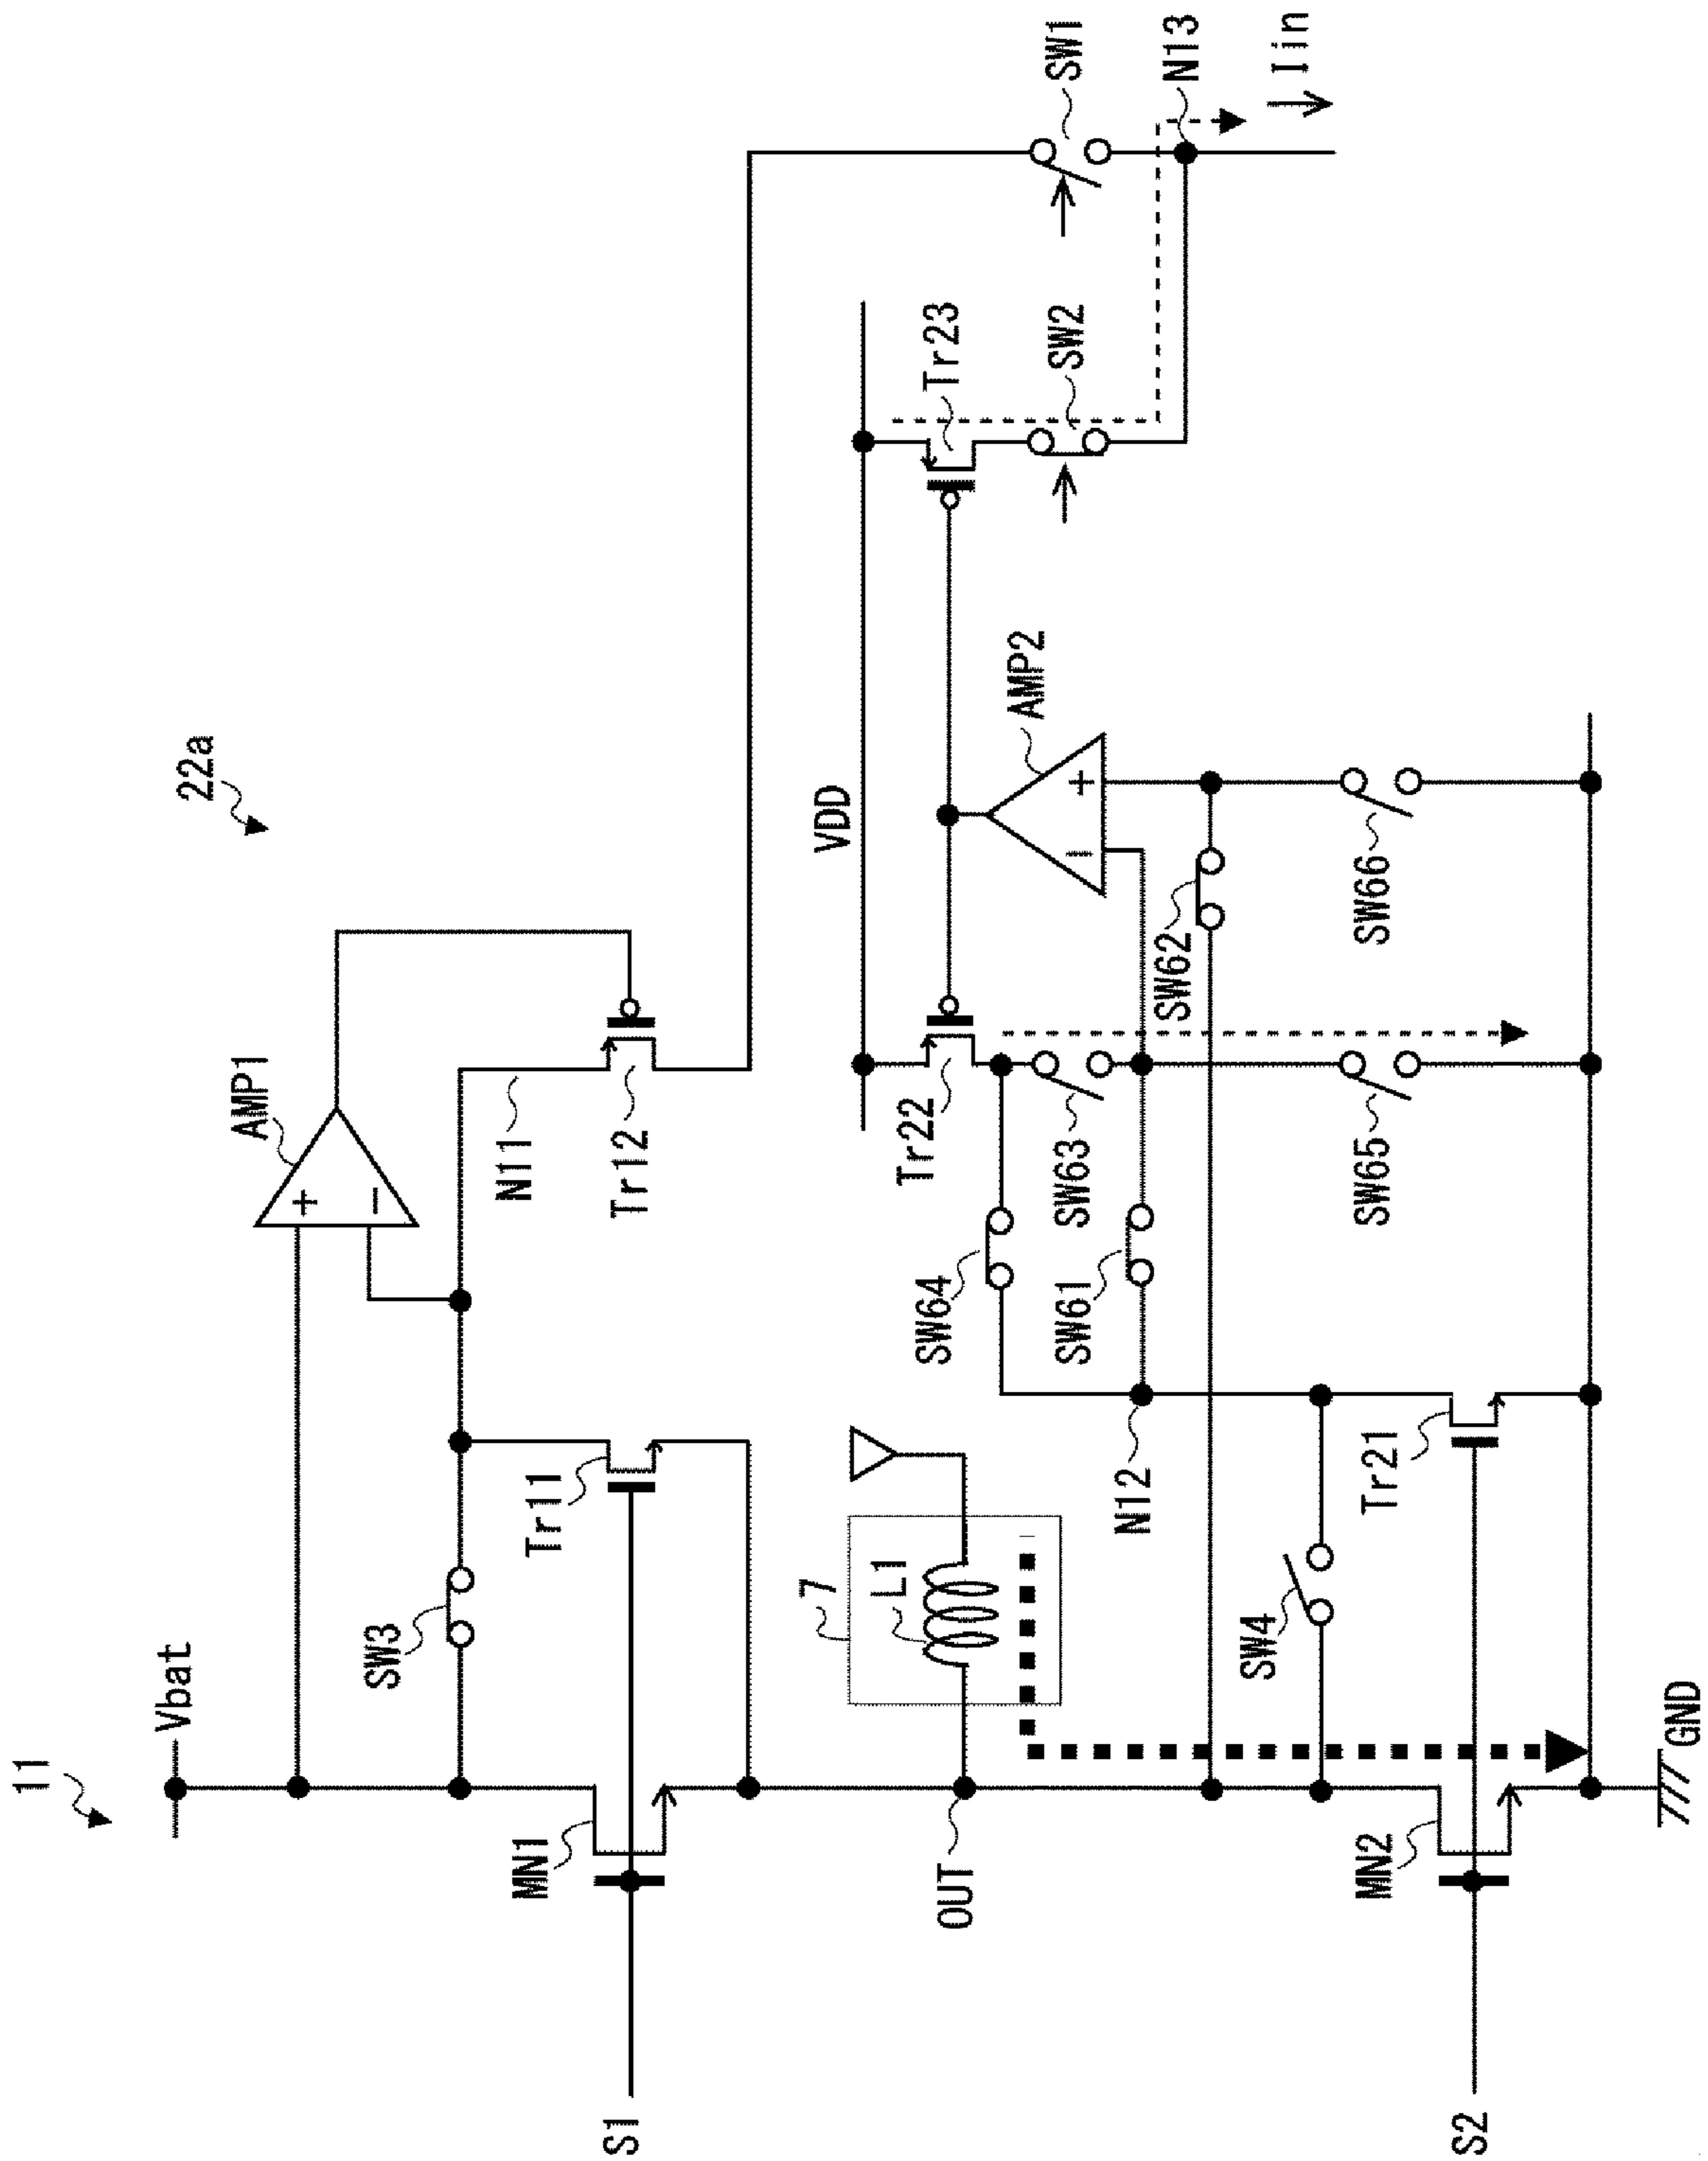 11
22a
Vbat
AMP1
+
−
SW3
N11
Tr11
Tr12
MN1
S1
SW1
VDD
7
L1
OUT
Tr22
Tr23
AMP2
−
+
SW64
SW63
SW61
SW62
SW2
N12
N13
Iin
SW4
Tr21
SW65
SW66
MN2
S2
GND